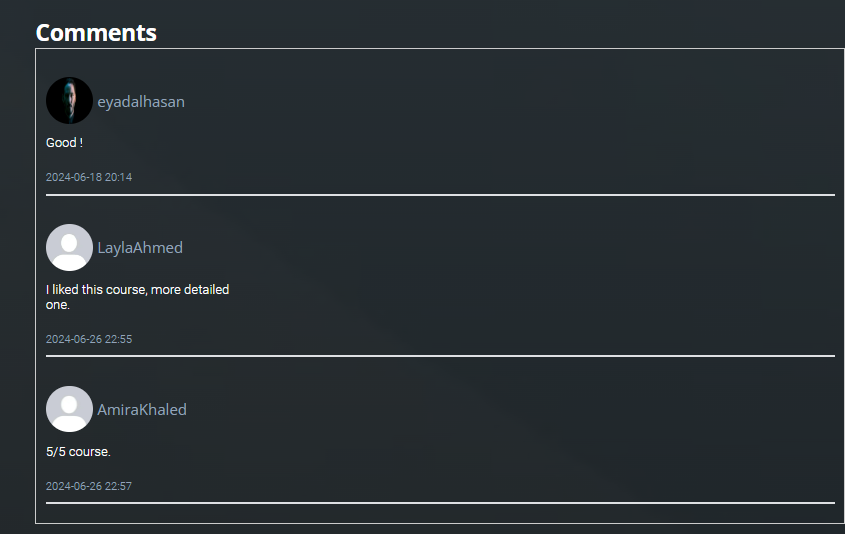 Comments
eyadalhasan
Good !
2024-06-18 20:14
LaylaAhmed
I liked this course, more detailed
one.
2024-06-26 22:55
AmiraKhaled
5/5 course.
2024-06-26 22:57